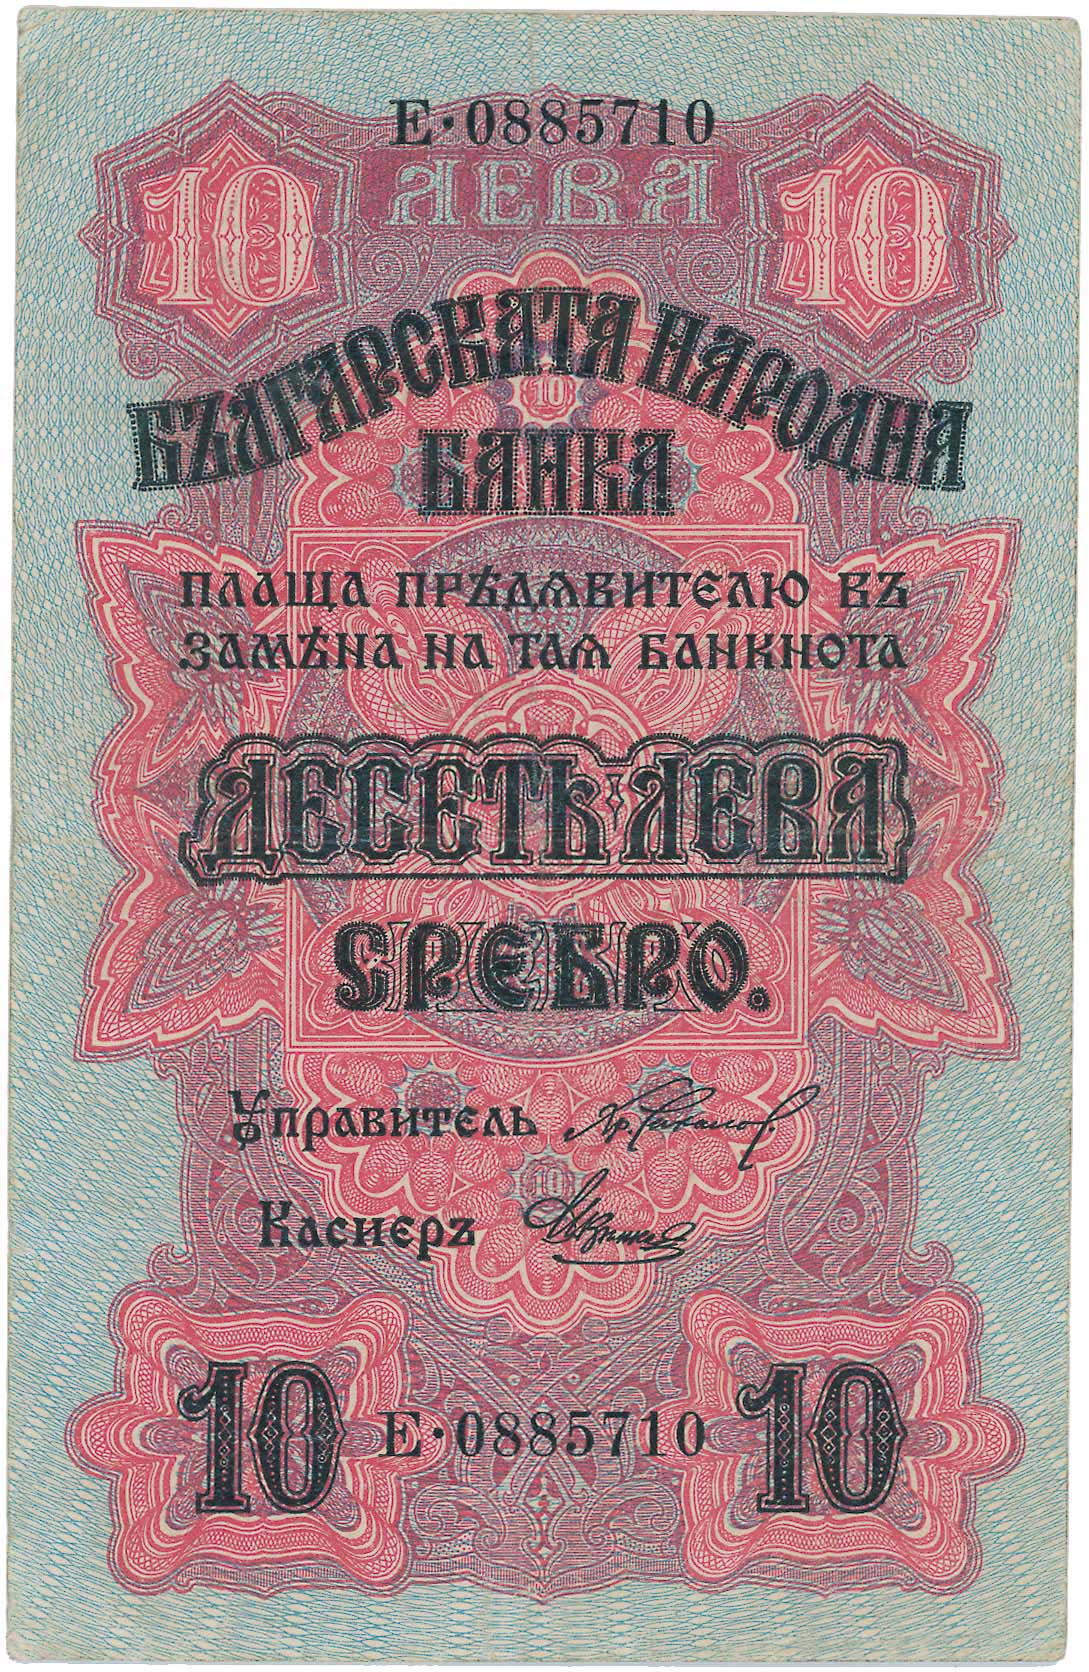 Е·0885710
ЛЕВА
10 10
БЪЛГАРСКАТА НАРОДНА
10
БАНКА
ПЛАЩА ПРѢДЯВИТЕЛЮ ВЪ
ЗАМѢНА НА ТАЯ БАНКНОТА
ДЕСЕТЬ ЛЕВА
СРЕБРО.
Управитель
10
Касиеръ
10 Е·0885710 10